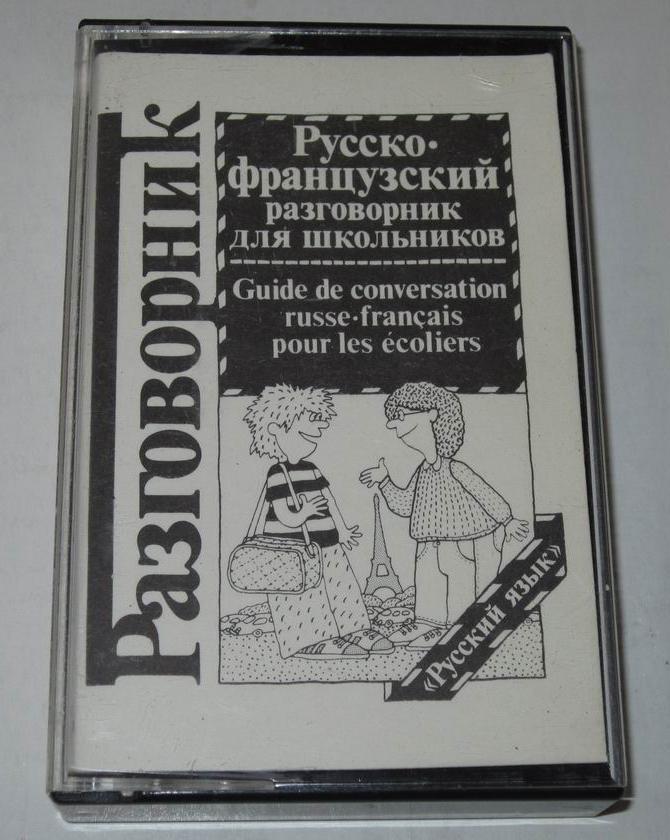 Разговорник
Русско-
французский
разговорник
для школьников
Guide de conversation
russe-français
pour les écoliers
«Русский язык»